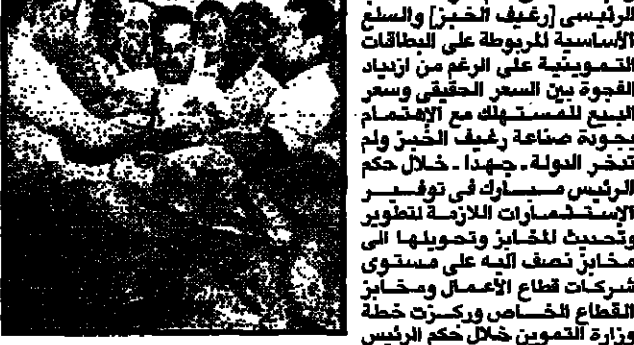 الرئيسى [رغيف الخبز] والسلع
الأساسية المربوطة على البطاقات
التموينية على الرغم من ازدياد
الفجوة بين السعر الحقيقى وسعر
البيع للمستهلك مع الإهتمام
بجودة صناعة رغيف الخبز ولم
تدخر الدولة - جهدا - خلال حكم
الرئيس مبارك فى توفير
الإستثمارات اللازمة لتطوير
وتحديث المخابز وتحويلها الى
مخابز نصف آليه على مستوى
شركات قطاع الأعمال ومخابز
القطاع الخاص وركزت خطة
وزارة التموين خلال حكم الرئيس